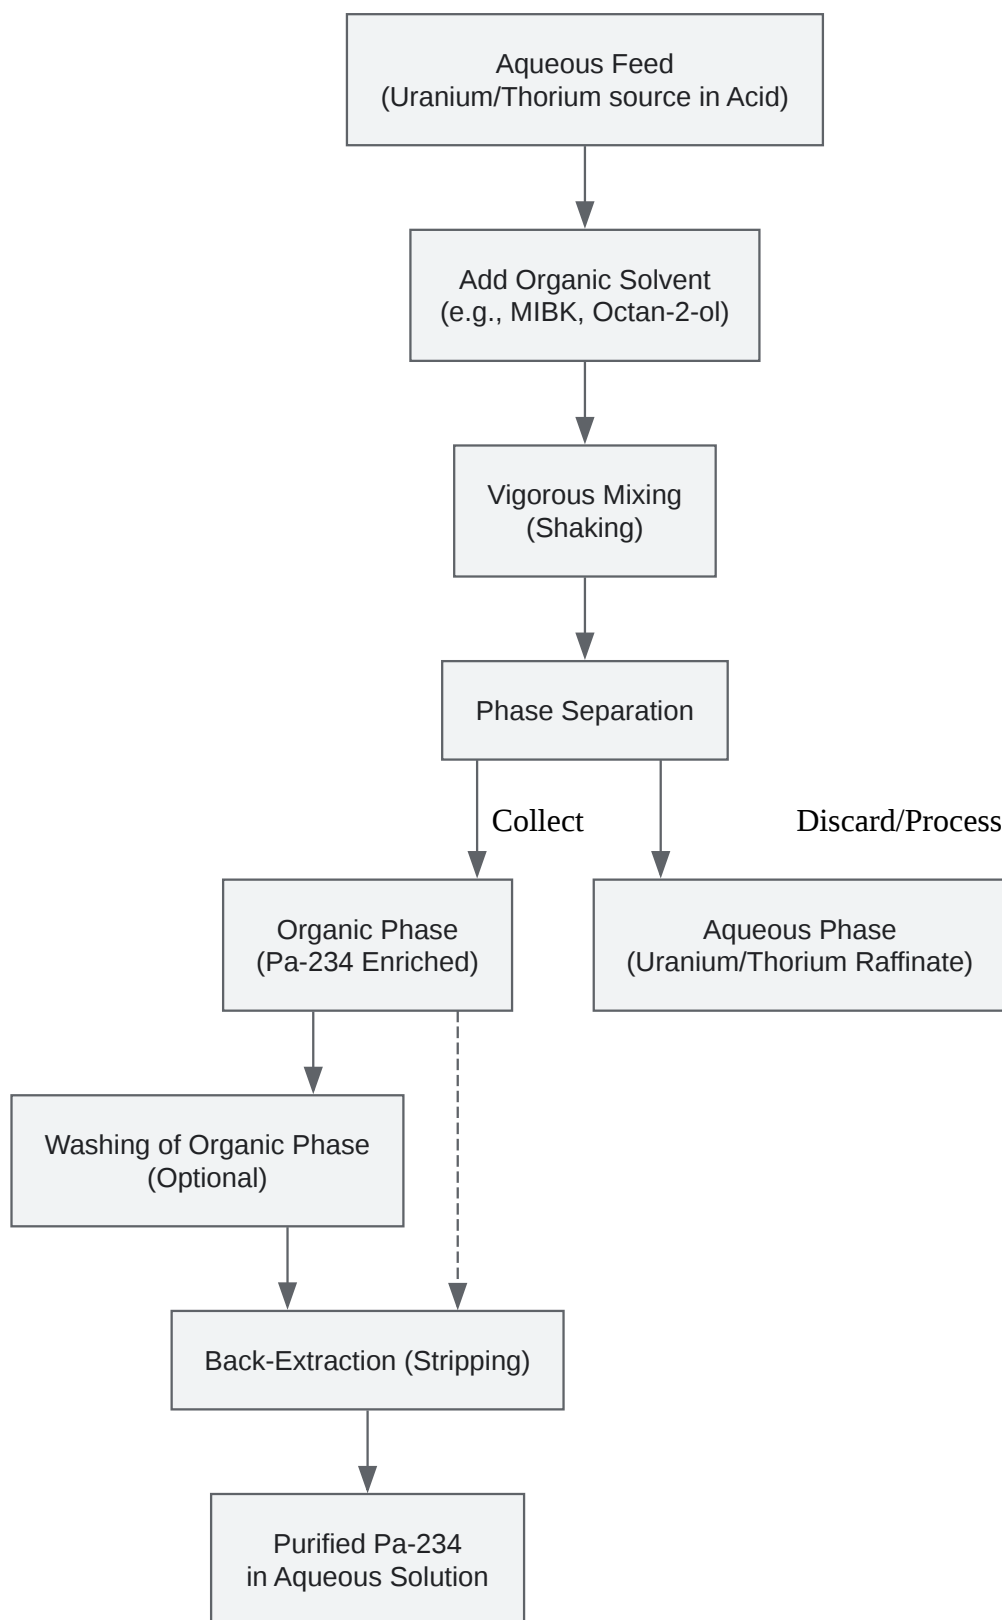 Aqueous Feed
(Uranium/Thorium source in Acid)
Add Organic Solvent
(e.g., MIBK, Octan-2-ol)
Vigorous Mixing
(Shaking)
Phase Separation
Collect
Discard/Process
Organic Phase
(Pa-234 Enriched)
Aqueous Phase
(Uranium/Thorium Raffinate)
Washing of Organic Phase
(Optional)
Back-Extraction (Stripping)
Purified Pa-234
in Aqueous Solution